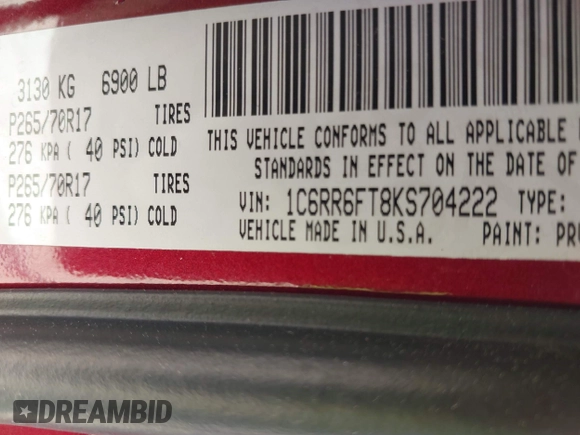 3130 KG 6900 LB
P265/70R17 TIRES
276 KPA ( 40 PSI) COLD
P265/70R17 TIRES
276 KPA ( 40 PSI) COLD
THIS VEHICLE CONFORMS TO ALL APPLICABLE
STANDARDS IN EFFECT ON THE DATE OF
VIN: 1C6RR6FT8KS704222 TYPE:
VEHICLE MADE IN U.S.A. PAINT: PR
DREAMBID